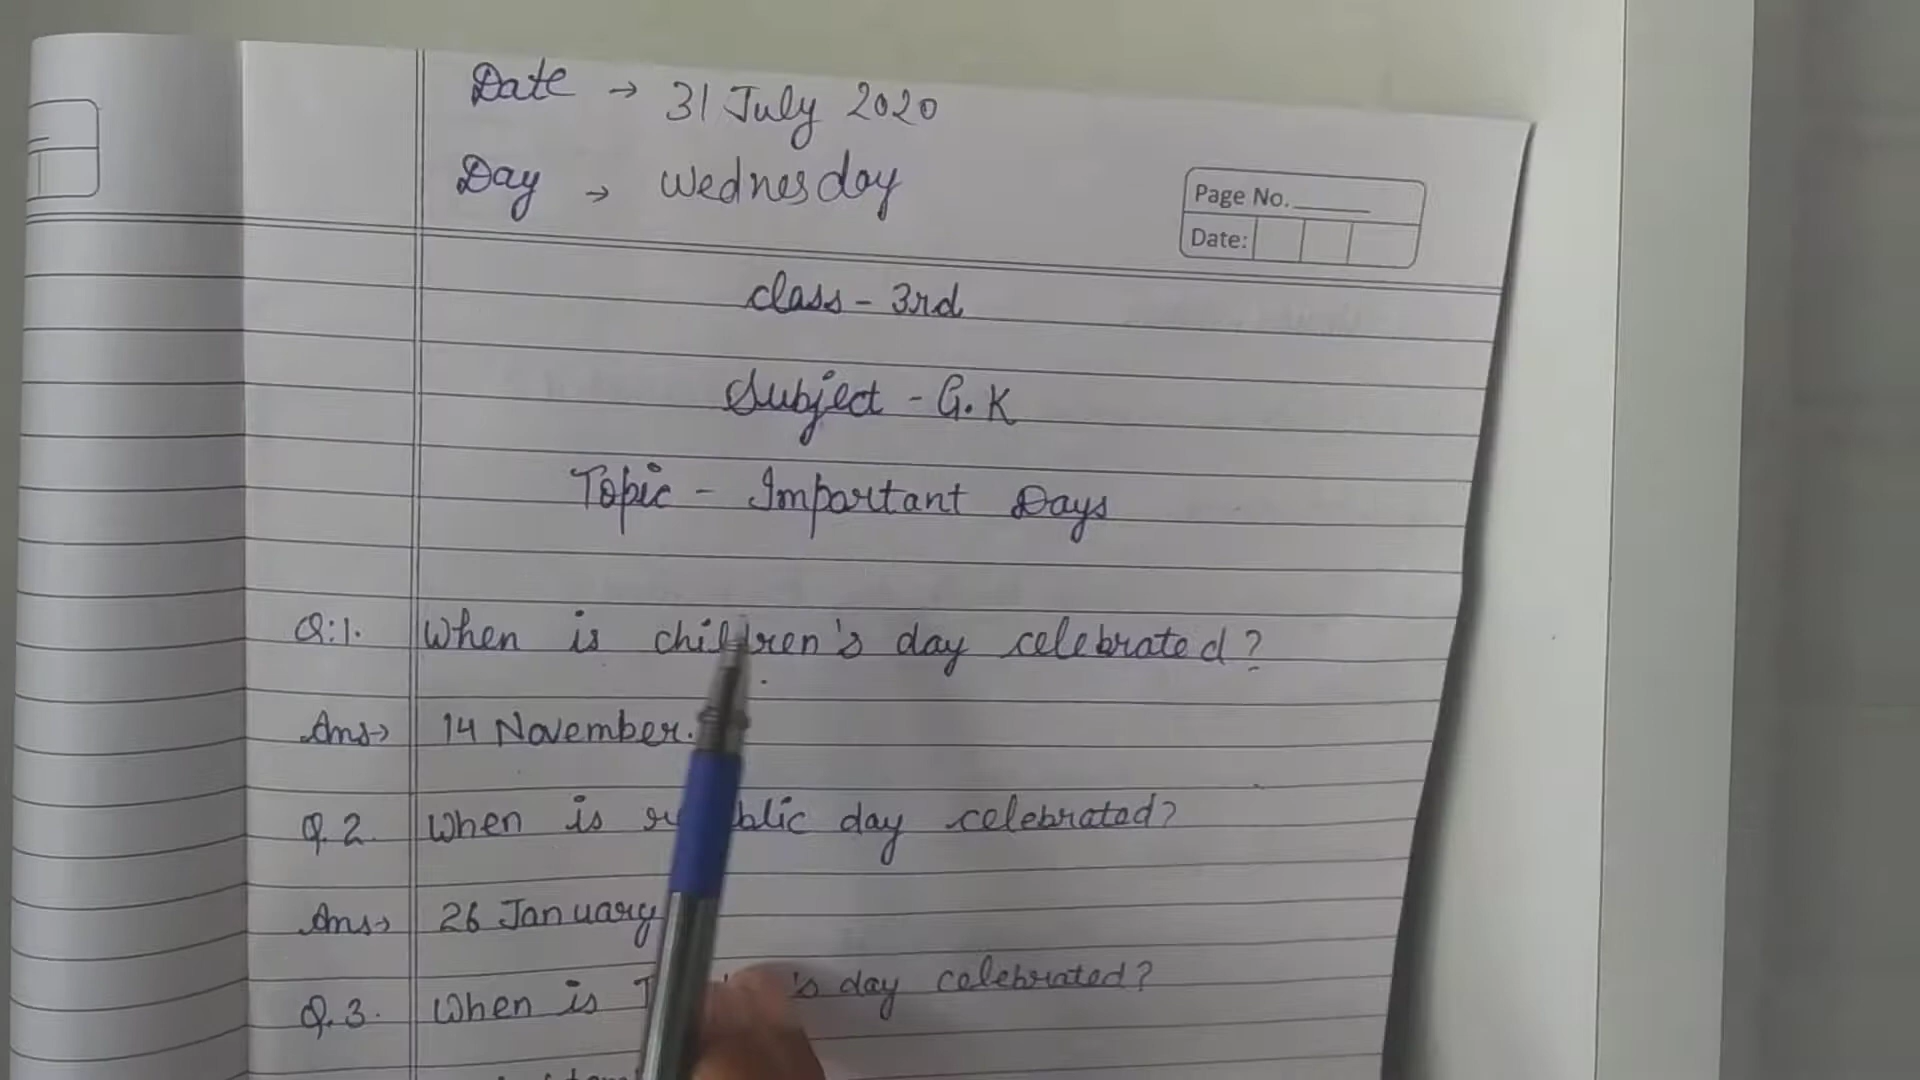 Date → 31 July 2020
Day → Wednesday
Page No.
Date:
class - 3rd
Subject - G.K
Topic - Important Days
Q:1. When is children's day celebrated?
Ans→ 14 November.
Q.2. When is blic day celebrated?
Ans→ 26 January
Q.3. When is 's day celebrated?